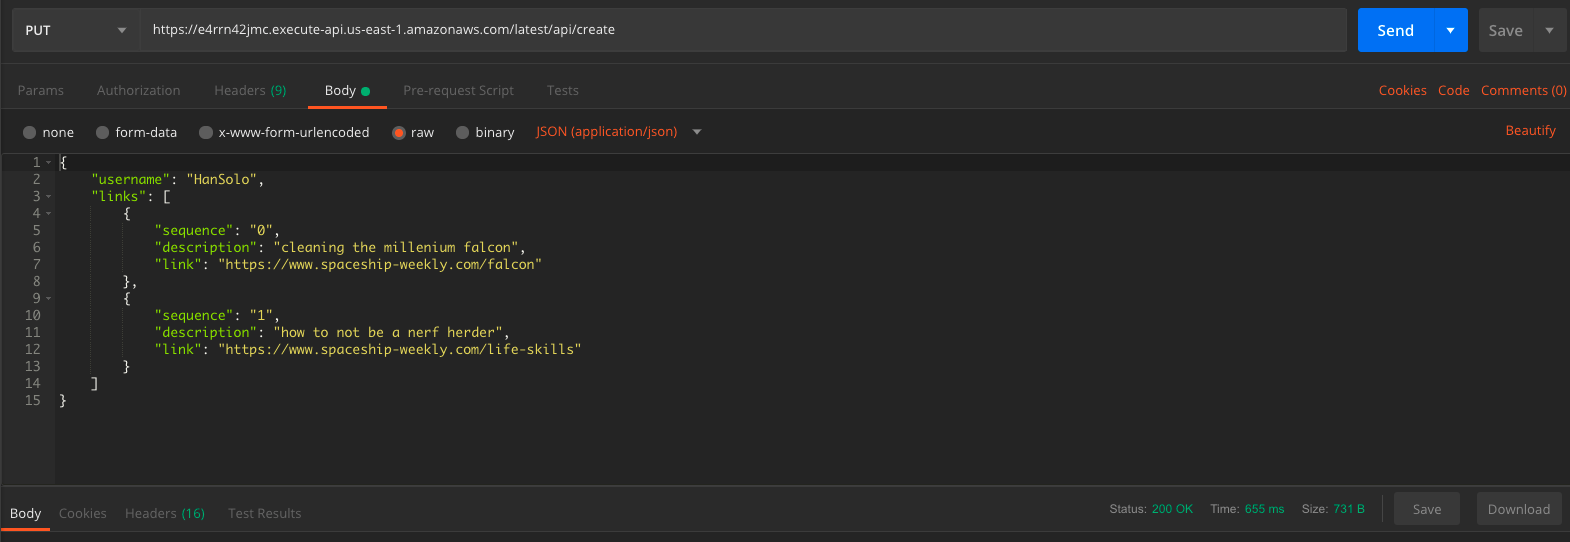 PUT https://e4rrn42jmc.execute-api.us-east-1.amazonaws.com/latest/api/create Send Save
Params Authorization Headers (9) Body Pre-request Script Tests Cookies Code Comments (0)
none form-data x-www-form-urlencoded raw binary JSON (application/json) Beautify
1 {
2 "username": "HanSolo",
3 "links": [
4 {
5 "sequence": "0",
6 "description": "cleaning the millenium falcon",
7 "link": "https://www.spaceship-weekly.com/falcon"
8 },
9 {
10 "sequence": "1",
11 "description": "how to not be a nerf herder",
12 "link": "https://www.spaceship-weekly.com/life-skills"
13 }
14 ]
15 }
Body Cookies Headers (16) Test Results Status: 200 OK Time: 655 ms Size: 731 B Save Download